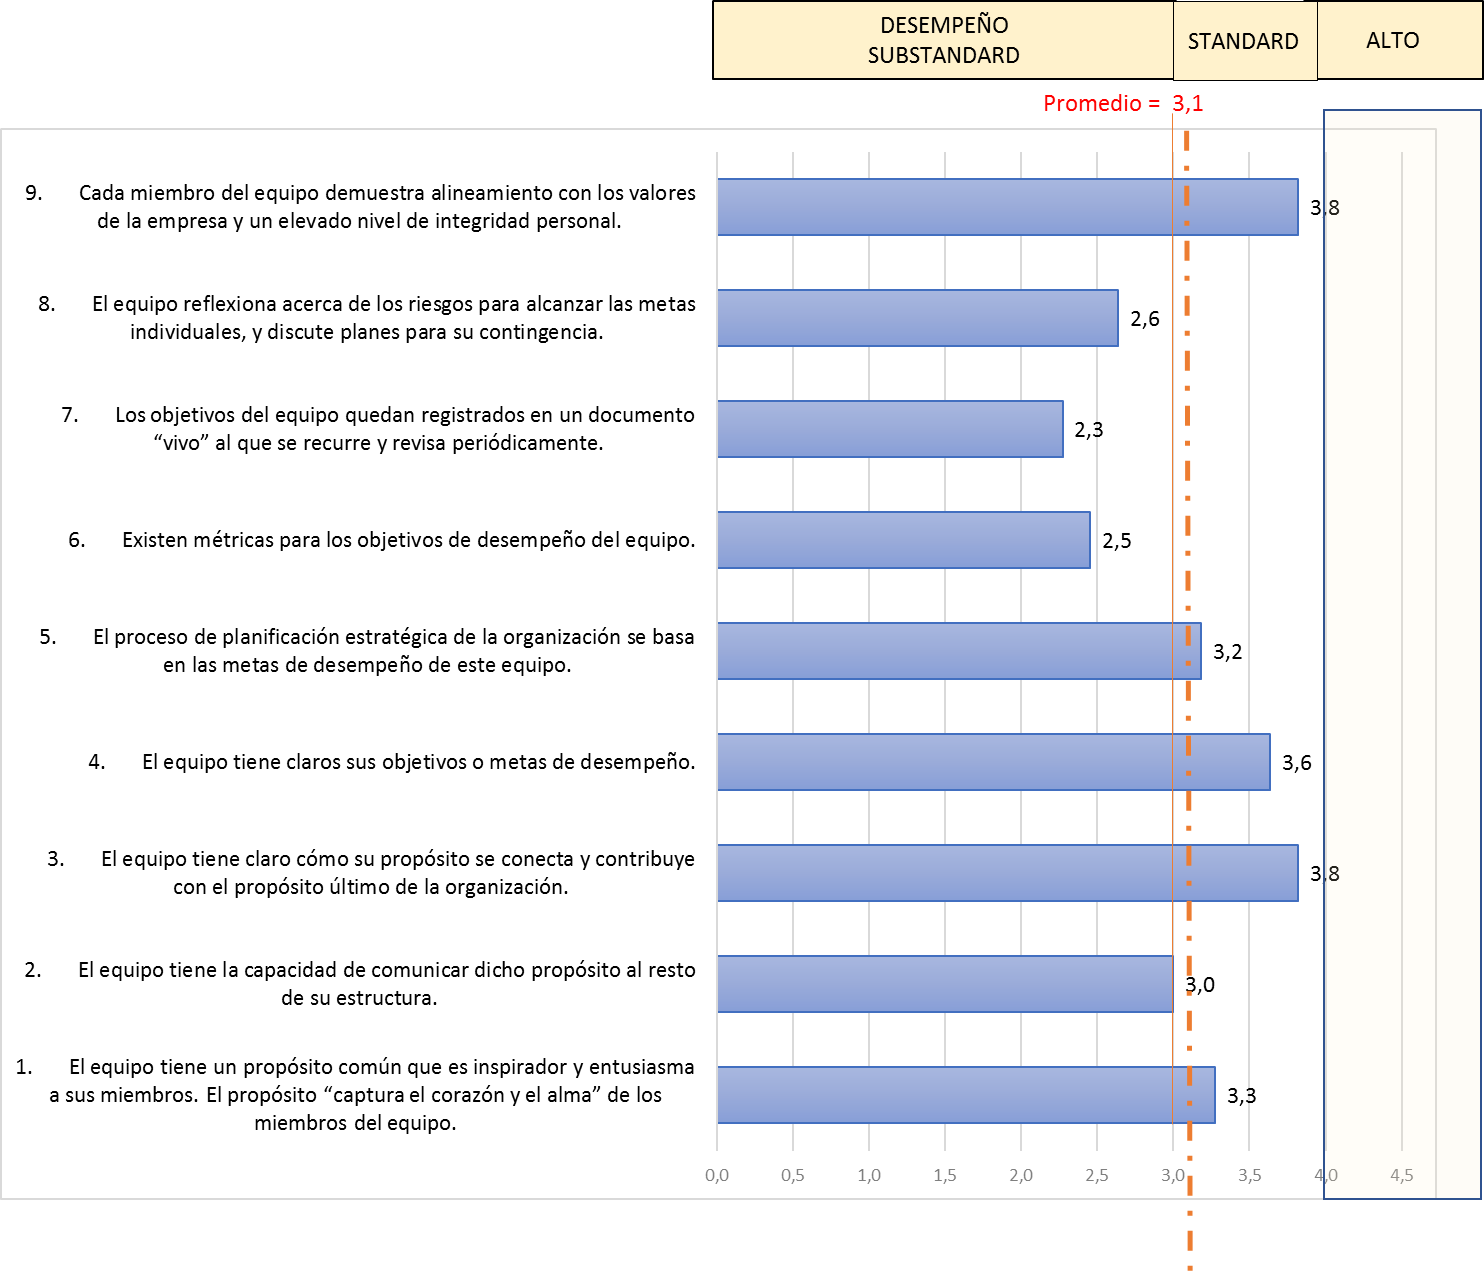 DESEMPEÑO
SUBSTANDARD
STANDARD
ALTO
Promedio = 3,1
9. Cada miembro del equipo demuestra alineamiento con los valores
de la empresa y un elevado nivel de integridad personal.
3,8
8. El equipo reflexiona acerca de los riesgos para alcanzar las metas
individuales, y discute planes para su contingencia.
2,6
7. Los objetivos del equipo quedan registrados en un documento
“vivo” al que se recurre y revisa periódicamente.
2,3
6. Existen métricas para los objetivos de desempeño del equipo.
2,5
5. El proceso de planificación estratégica de la organización se basa
en las metas de desempeño de este equipo.
3,2
4. El equipo tiene claros sus objetivos o metas de desempeño.
3,6
3. El equipo tiene claro cómo su propósito se conecta y contribuye
con el propósito último de la organización.
3,8
2. El equipo tiene la capacidad de comunicar dicho propósito al resto
de su estructura.
3,0
1. El equipo tiene un propósito común que es inspirador y entusiasma
a sus miembros. El propósito “captura el corazón y el alma” de los
miembros del equipo.
3,3
0,0 0,5 1,0 1,5 2,0 2,5 3,0 3,5 4,0 4,5